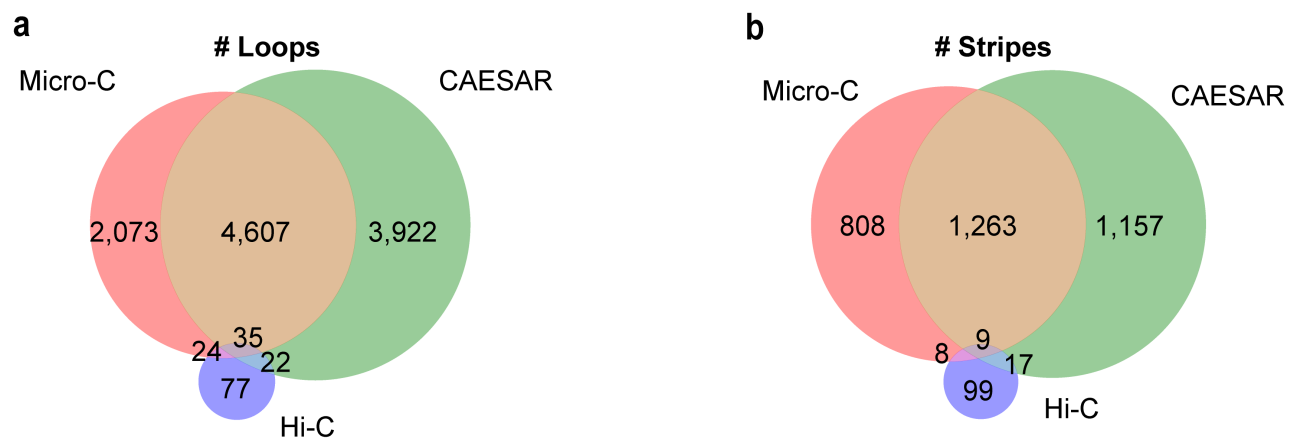 a
# Loops
Micro-C
CAESAR
2,073
4,607
3,922
35
24
22
77
Hi-C
b
# Stripes
Micro-C
CAESAR
808
1,263
1,157
9
8
17
99
Hi-C